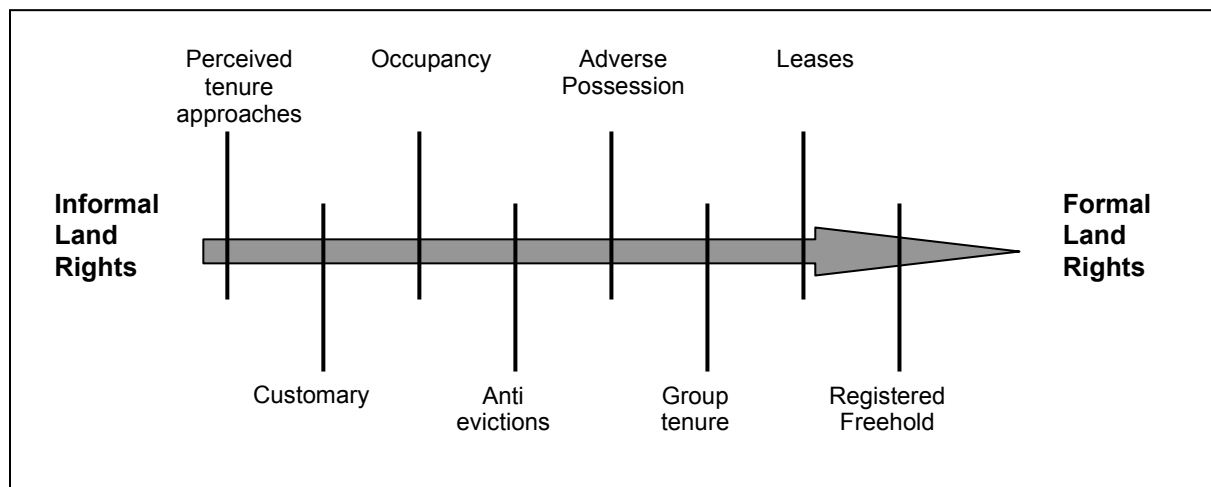 Perceived
tenure
approaches
Occupancy
Adverse
Possession
Leases
Informal
Land
Rights
Formal
Land
Rights
Customary
Anti
evictions
Group
tenure
Registered
Freehold